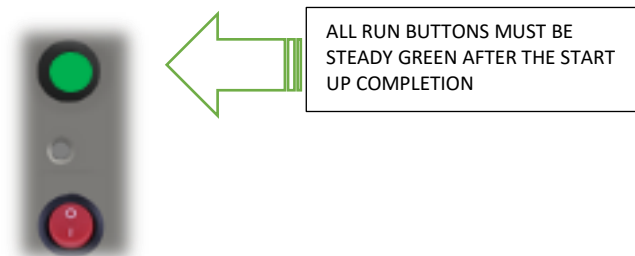 ALL RUN BUTTONS MUST BE
STEADY GREEN AFTER THE START
UP COMPLETION